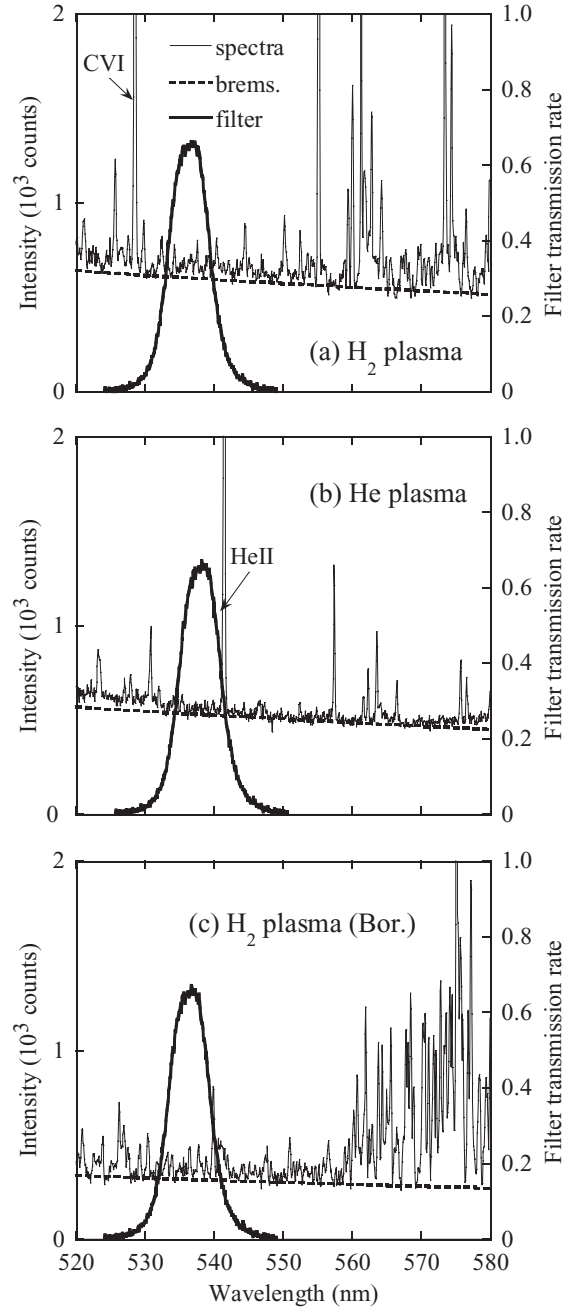 2
1.0
CVI
spectra
brems.
filter
0.8
0.6
1
0.4
0.2
0
0
Intensity (10³ counts)
Filter transmission rate
(a) H₂ plasma
2
1.0
(b) He plasma
0.8
HeII
0.6
1
0.4
0.2
0
0
Intensity (10³ counts)
Filter transmission rate
2
1.0
(c) H₂ plasma (Bor.)
0.8
0.6
1
0.4
0.2
0
0
Intensity (10³ counts)
Filter transmission rate
520 530 540 550 560 570 580
Wavelength (nm)